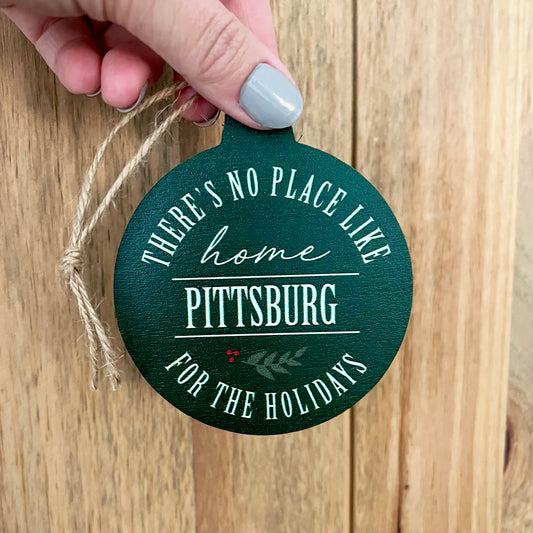 THERE'S NO PLACE LIKE
home
PITTSBURG
FOR THE HOLIDAYS